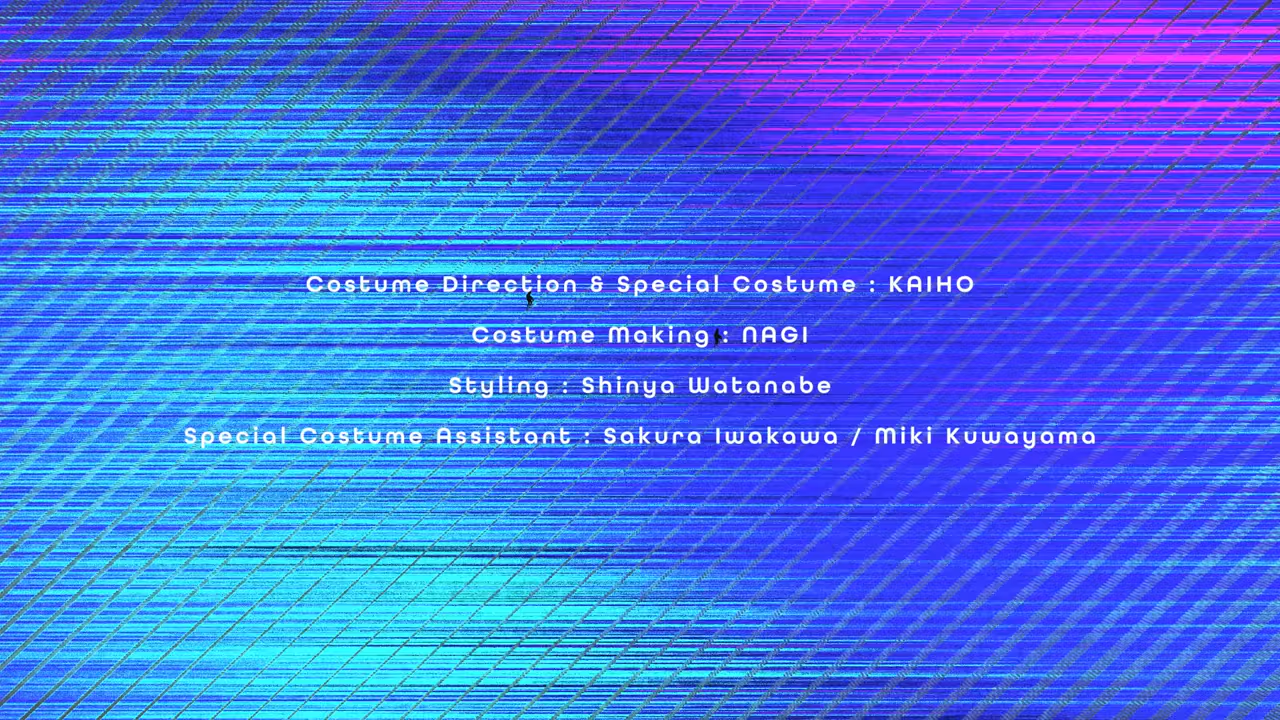 Costume Direction & Special Costume : KAIHO
Costume Making : NAGI
Styling : Shinya Watanabe
Special Costume Assistant : Sakura Iwakawa / Miki Kuwayama